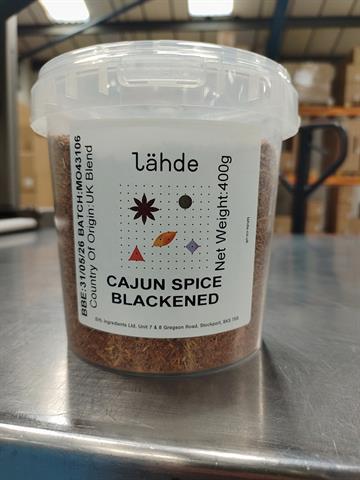 lähde
CAJUN SPICE
BLACKENED
BBE:31/05/26 BATCH:MO43106
Country Of Origin:UK Blend
Net Weight:400g
Ingredients Ltd. Unit 7 & 8 Gregson Road, Stockport, SK5 7SS